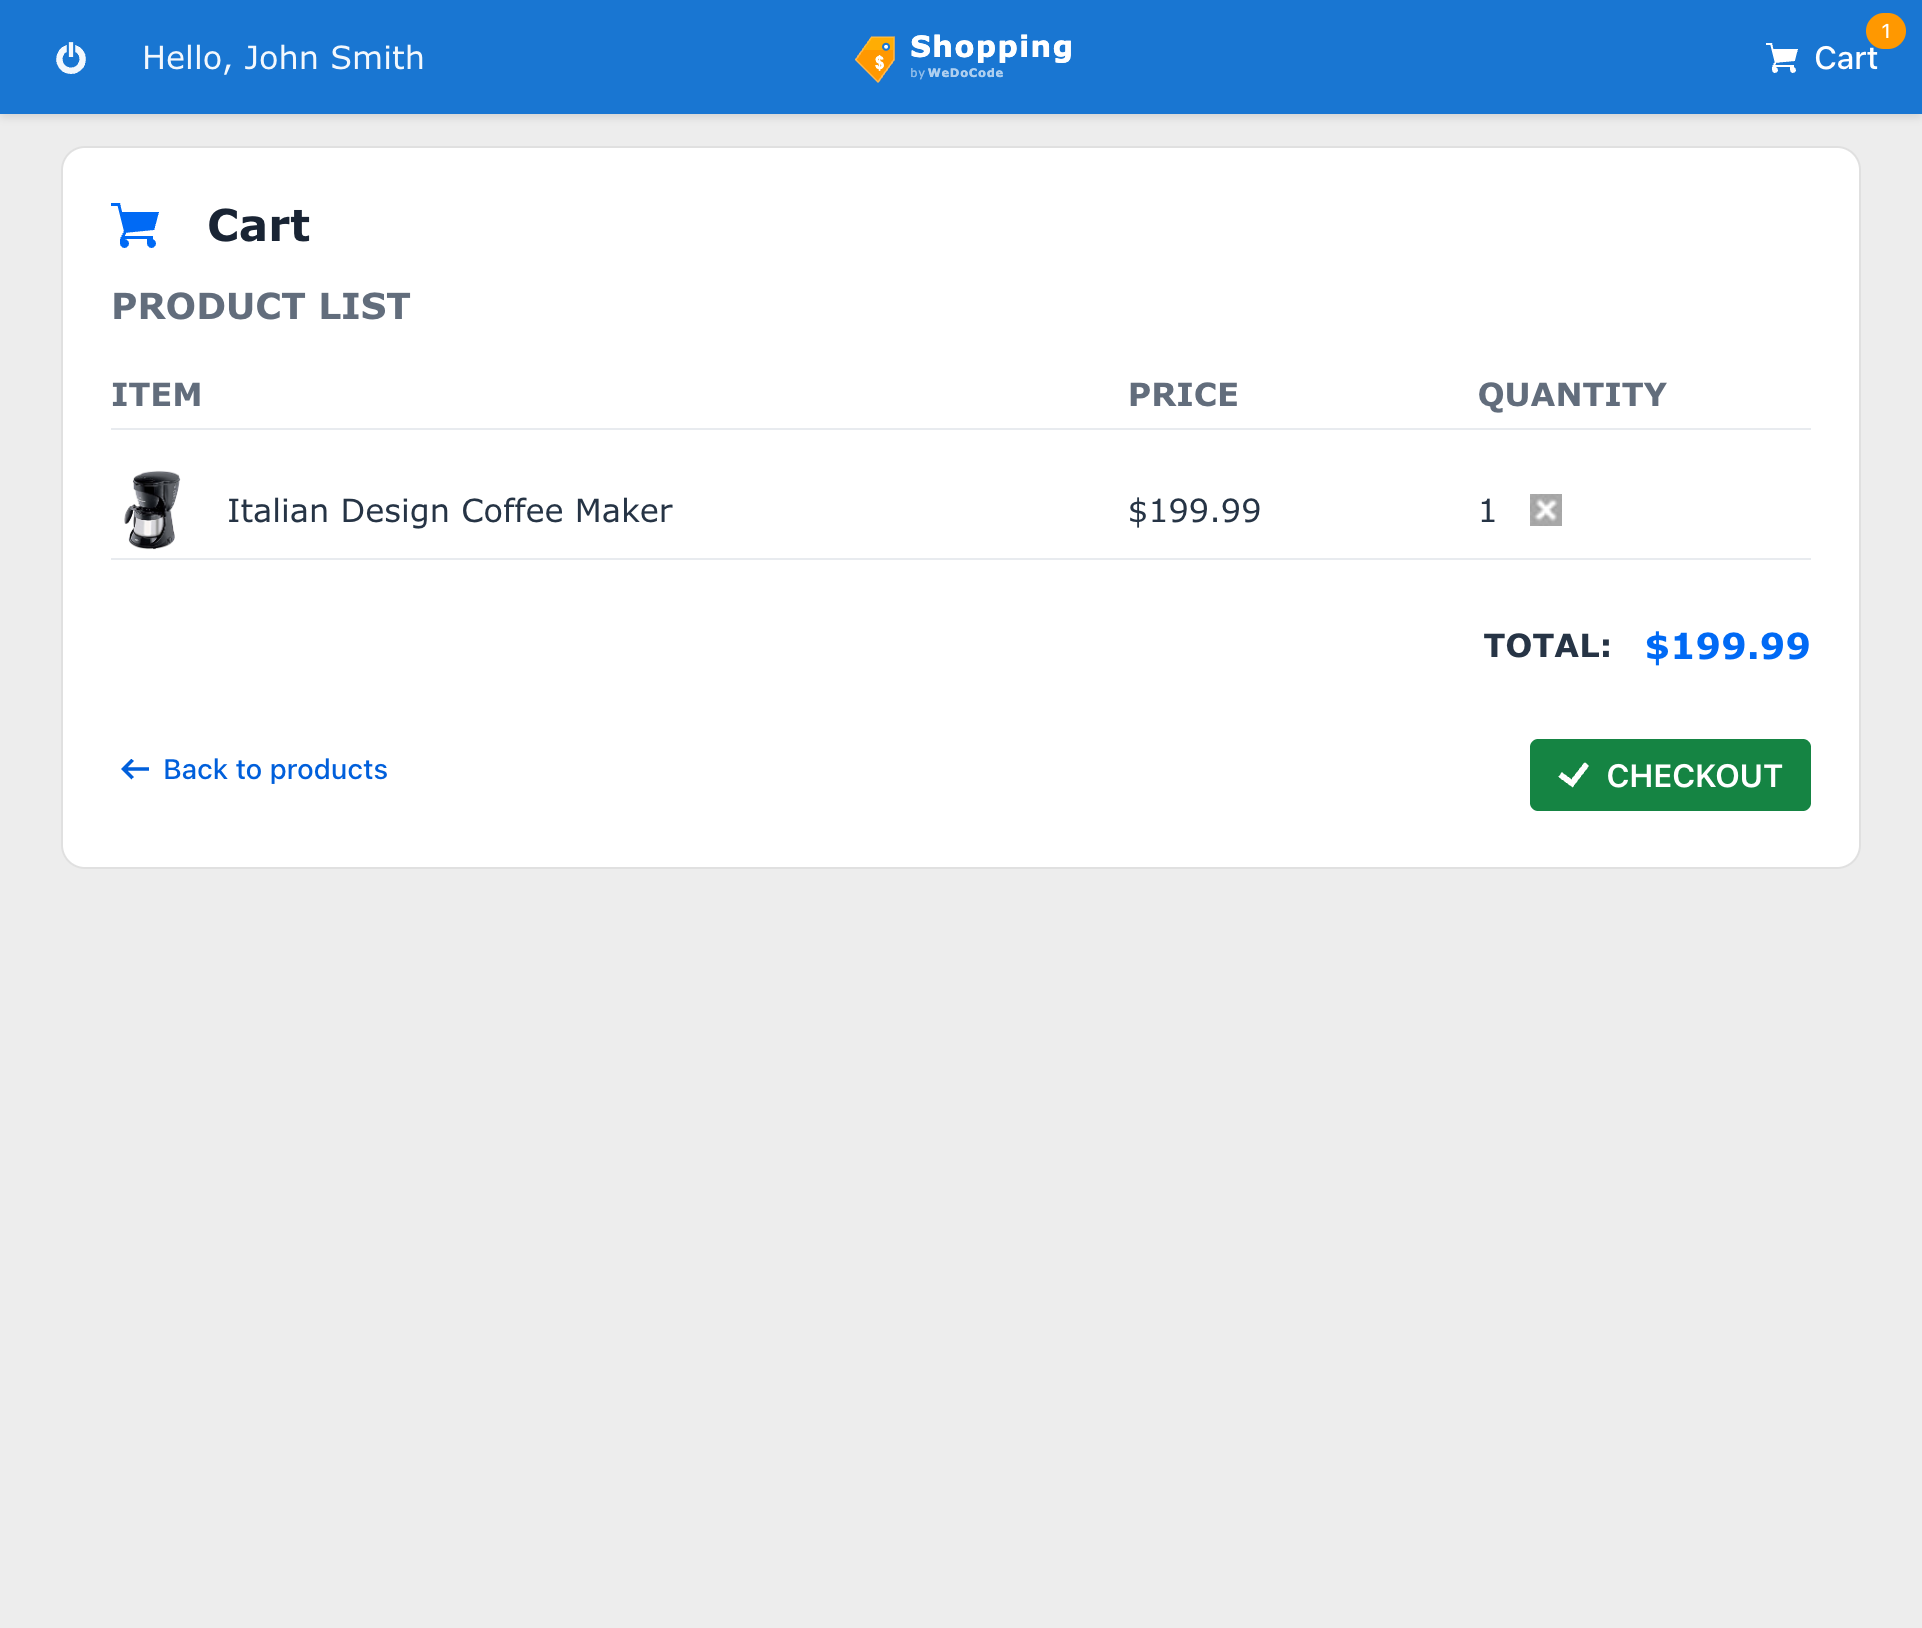 Hello, John Smith
Shopping
by WeDoCode
Cart
1
Cart
PRODUCT LIST
ITEM PRICE QUANTITY
Italian Design Coffee Maker $199.99 1
TOTAL: $199.99
Back to products
CHECKOUT